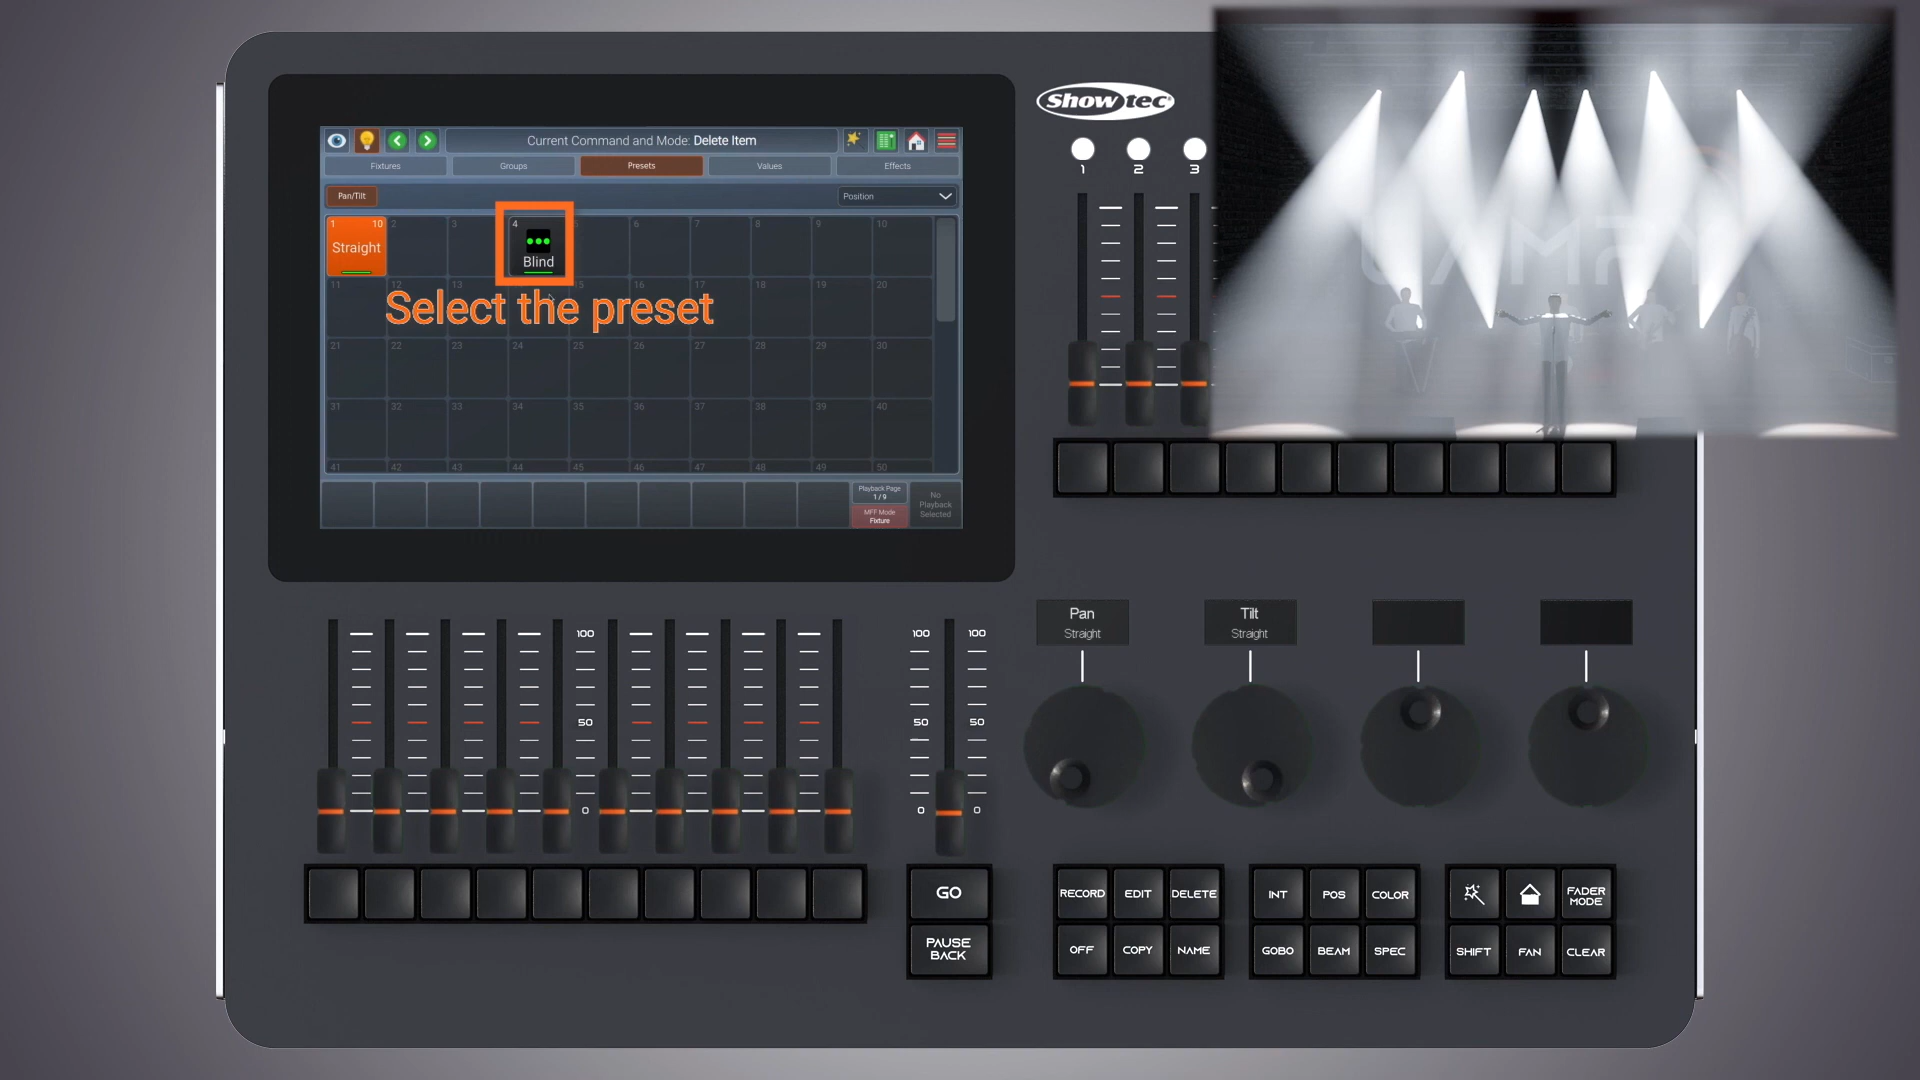 Showtec
1 2 3
Current Command and Mode: Delete Item
Fixtures Groups Presets Values Effects
Pan/Tilt Position
1 10 2 3 4 5 6 7 8 9 10
Straight
Blind
11 12 13 14 15 16 17 18 19 20
Select the preset
21 22 23 24 25 26 27 28 29 30
31 32 33 34 35 36 37 38 39 40
41 42 43 44 45 46 47 48 49 50
Playback Page
1 / 9
MFF Mode
Fixture
No
Playback
Selected
Pan
Straight
Tilt
Straight
100 100 100
50 50 50
0 0 0
GO
PAUSE
BACK
RECORD EDIT DELETE
OFF COPY NAME
INT POS COLOR
GOBO BEAM SPEC
FADER
MODE
SHIFT FAN CLEAR